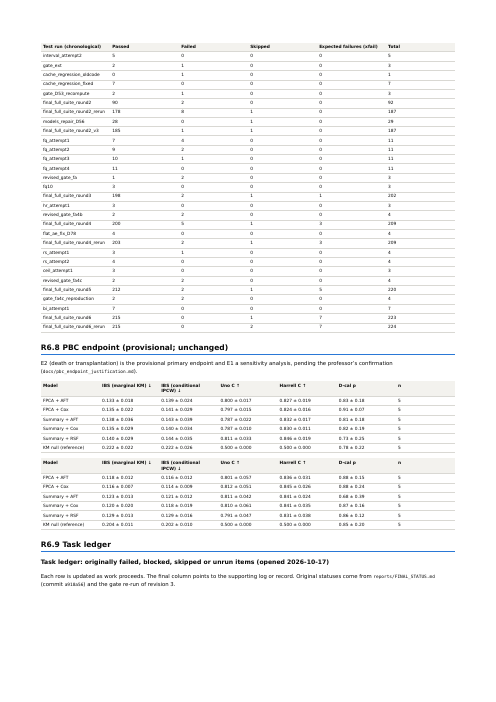 Test run (chronological) Passed Failed Skipped Expected failures (xfail) Total
interval_attempt2 5 0 0 0 5
gate_ext 2 1 0 0 3
cache_regression_oldcode 0 1 0 0 1
cache_regression_fixed 7 0 0 0 7
gate_D53_recompute 2 1 0 0 3
final_full_suite_round2 90 2 0 0 92
final_full_suite_round2_rerun 178 8 1 0 187
models_repair_D56 28 0 1 0 29
final_full_suite_round2_v3 185 1 1 0 187
fq_attempt1 7 4 0 0 11
fq_attempt2 9 2 0 0 11
fq_attempt3 10 1 0 0 11
fq_attempt4 11 0 0 0 11
revised_gate_fa 1 2 0 0 3
fq10 3 0 0 0 3
final_full_suite_round3 198 2 1 1 202
hr_attempt1 3 0 0 0 3
revised_gate_fa4b 2 2 0 0 4
final_full_suite_round4 200 5 1 3 209
flat_ae_fix_D78 4 0 0 0 4
final_full_suite_round4_rerun 203 2 1 3 209
rs_attempt1 3 1 0 0 4
rs_attempt2 4 0 0 0 4
ceil_attempt1 3 0 0 0 3
revised_gate_fa4c 2 2 0 0 4
final_full_suite_round5 212 2 1 5 220
gate_fa4c_reproduction 2 2 0 0 4
bi_attempt1 7 0 0 0 7
final_full_suite_round6 215 0 1 7 223
final_full_suite_round6_rerun 215 0 2 7 224
R6.8 PBC endpoint (provisional; unchanged)
E2 (death or transplantation) is the provisional primary endpoint and E1 a sensitivity analysis, pending the professor's confirmation
(docs/pbc_endpoint_justification.md).
Model IBS (marginal KM) ↓ IBS (conditional IPCW) ↓ Uno C ↑ Harrell C ↑ D-cal p n
FPCA + AFT 0.133 ± 0.018 0.139 ± 0.024 0.800 ± 0.017 0.827 ± 0.019 0.83 ± 0.18 5
FPCA + Cox 0.135 ± 0.022 0.141 ± 0.029 0.797 ± 0.015 0.824 ± 0.016 0.91 ± 0.07 5
Summary + AFT 0.138 ± 0.036 0.143 ± 0.039 0.787 ± 0.022 0.832 ± 0.017 0.81 ± 0.18 5
Summary + Cox 0.135 ± 0.029 0.140 ± 0.034 0.787 ± 0.032 0.830 ± 0.011 0.82 ± 0.19 5
Summary + RSF 0.140 ± 0.029 0.144 ± 0.035 0.811 ± 0.033 0.846 ± 0.019 0.73 ± 0.25 5
KM null (reference) 0.222 ± 0.022 0.222 ± 0.026 0.500 ± 0.000 0.500 ± 0.000 0.78 ± 0.22 5
Model IBS (marginal KM) ↓ IBS (conditional IPCW) ↓ Uno C ↑ Harrell C ↑ D-cal p n
FPCA + AFT 0.118 ± 0.012 0.116 ± 0.012 0.801 ± 0.057 0.836 ± 0.031 0.88 ± 0.15 5
FPCA + Cox 0.116 ± 0.007 0.114 ± 0.009 0.812 ± 0.051 0.845 ± 0.026 0.88 ± 0.24 5
Summary + AFT 0.123 ± 0.013 0.121 ± 0.012 0.811 ± 0.042 0.841 ± 0.024 0.68 ± 0.39 5
Summary + Cox 0.120 ± 0.020 0.118 ± 0.019 0.810 ± 0.061 0.841 ± 0.035 0.87 ± 0.16 5
Summary + RSF 0.129 ± 0.013 0.129 ± 0.016 0.791 ± 0.047 0.831 ± 0.038 0.86 ± 0.12 5
KM null (reference) 0.204 ± 0.011 0.202 ± 0.010 0.500 ± 0.000 0.500 ± 0.000 0.85 ± 0.20 5
R6.9 Task ledger
Task ledger: originally failed, blocked, skipped or unrun items (opened 2026-10-17)
Each row is updated as work proceeds. The final column points to the supporting log or record. Original statuses come from reports/FINAL_STATUS.md
(commit and the gate re-run of revision 3.